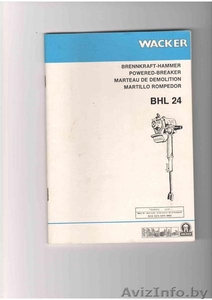 WACKER
BRENNKRAFT-HAMMER
POWERED-BREAKER
MARTEAU DE DEMOLITION
MARTILLO ROMPEDOR
BHL 24
AvizInfo.by